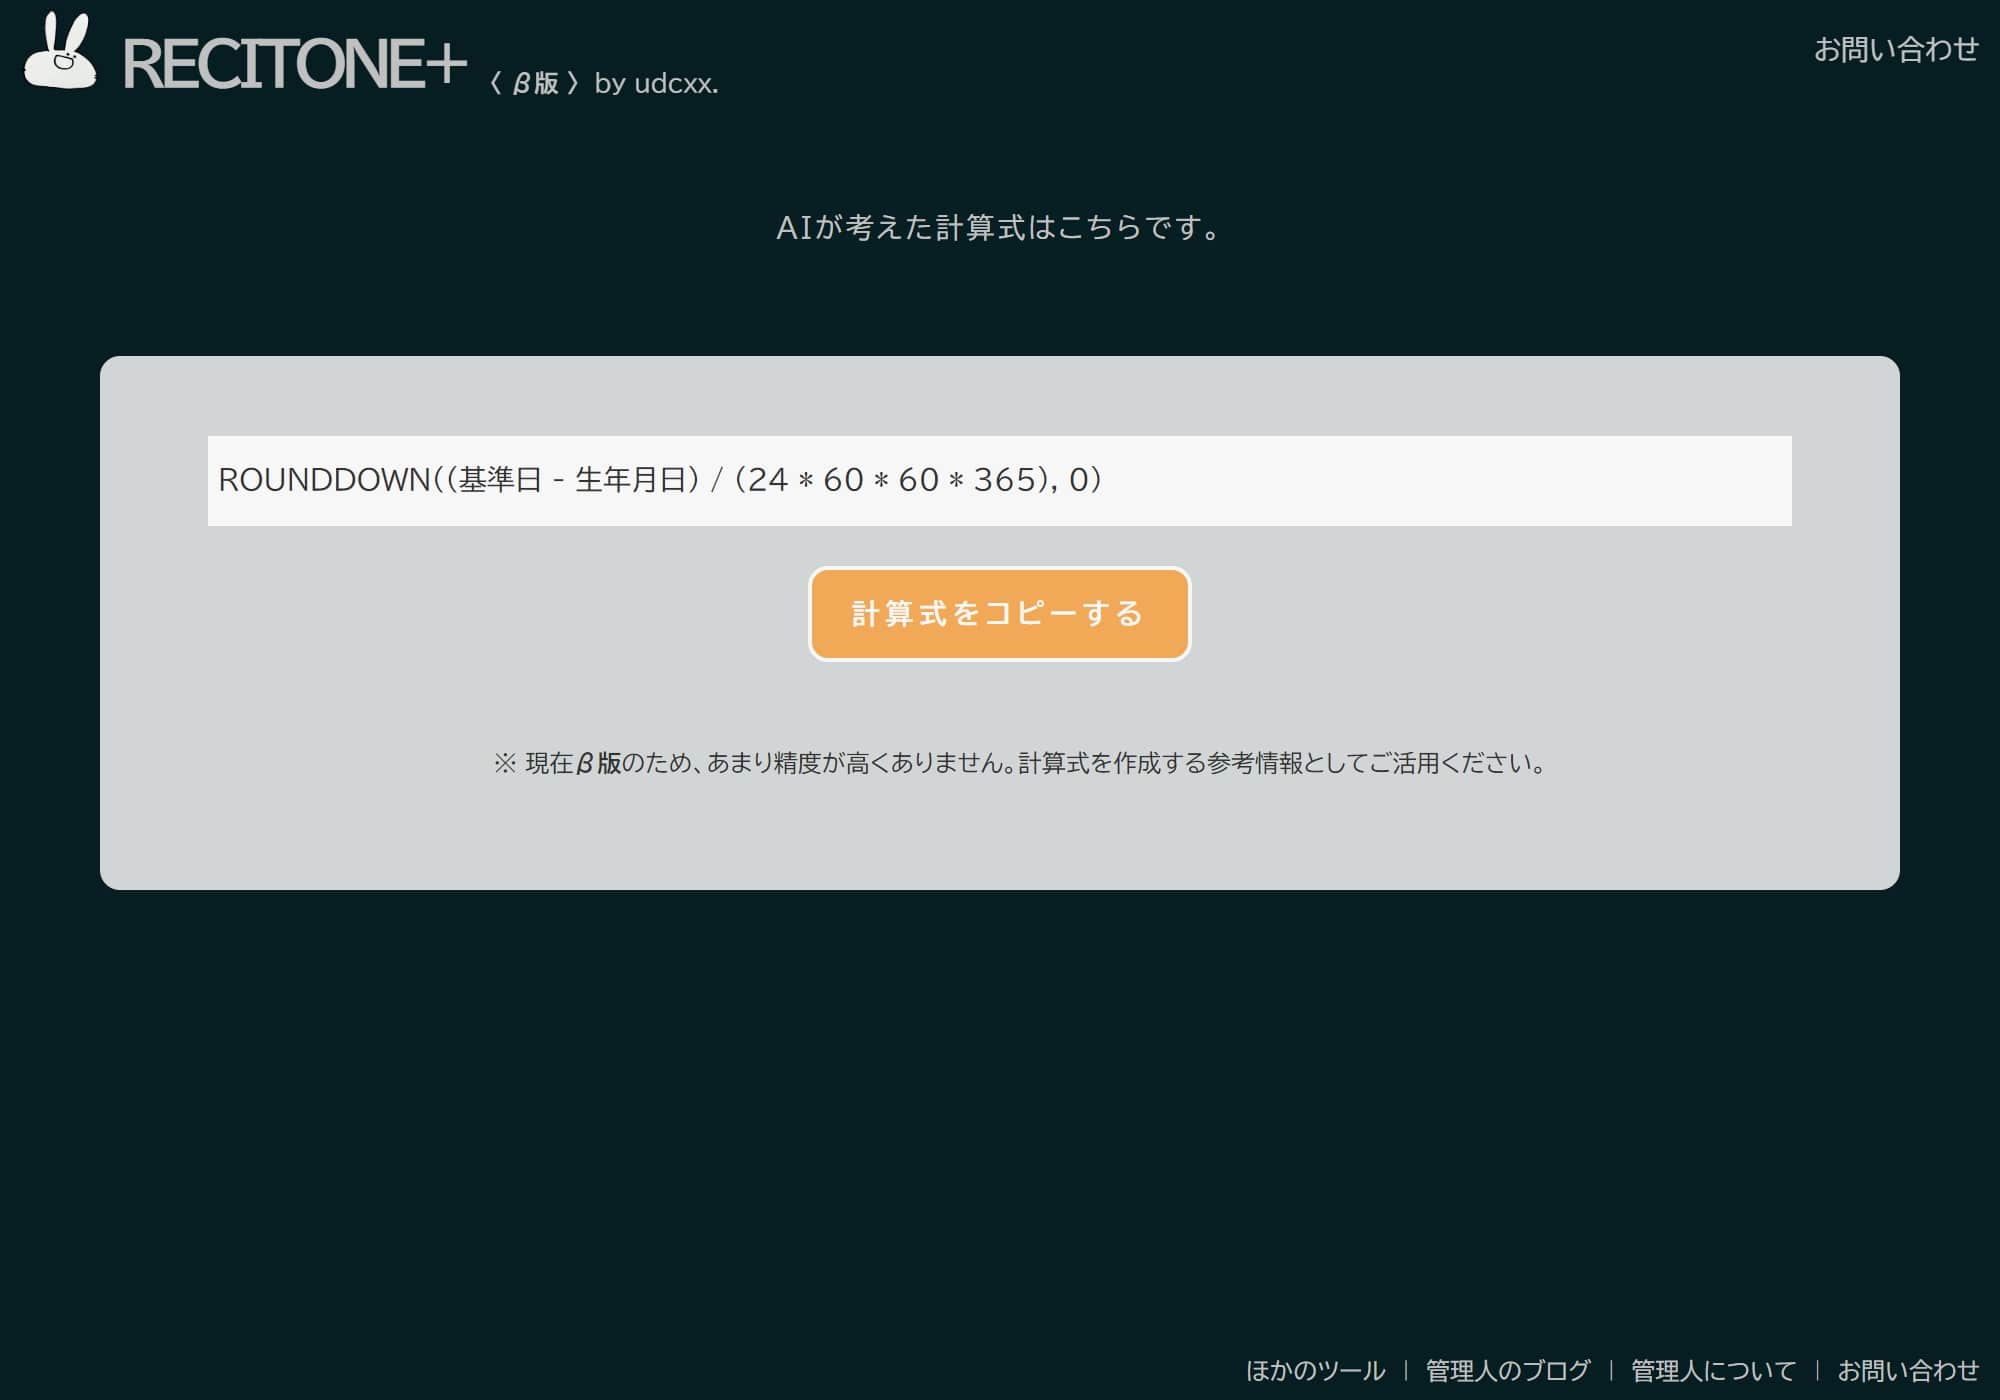 RECITONE+ 〈 β版 〉 by udcxx.
お問い合わせ
AIが考えた計算式はこちらです。
ROUNDDOWN((基準日 - 生年月日) / (24 * 60 * 60 * 365), 0)
計算式をコピーする
※ 現在β版のため、あまり精度が高くありません。計算式を作成する参考情報としてご活用ください。
ほかのツール | 管理人のブログ | 管理人について | お問い合わせ